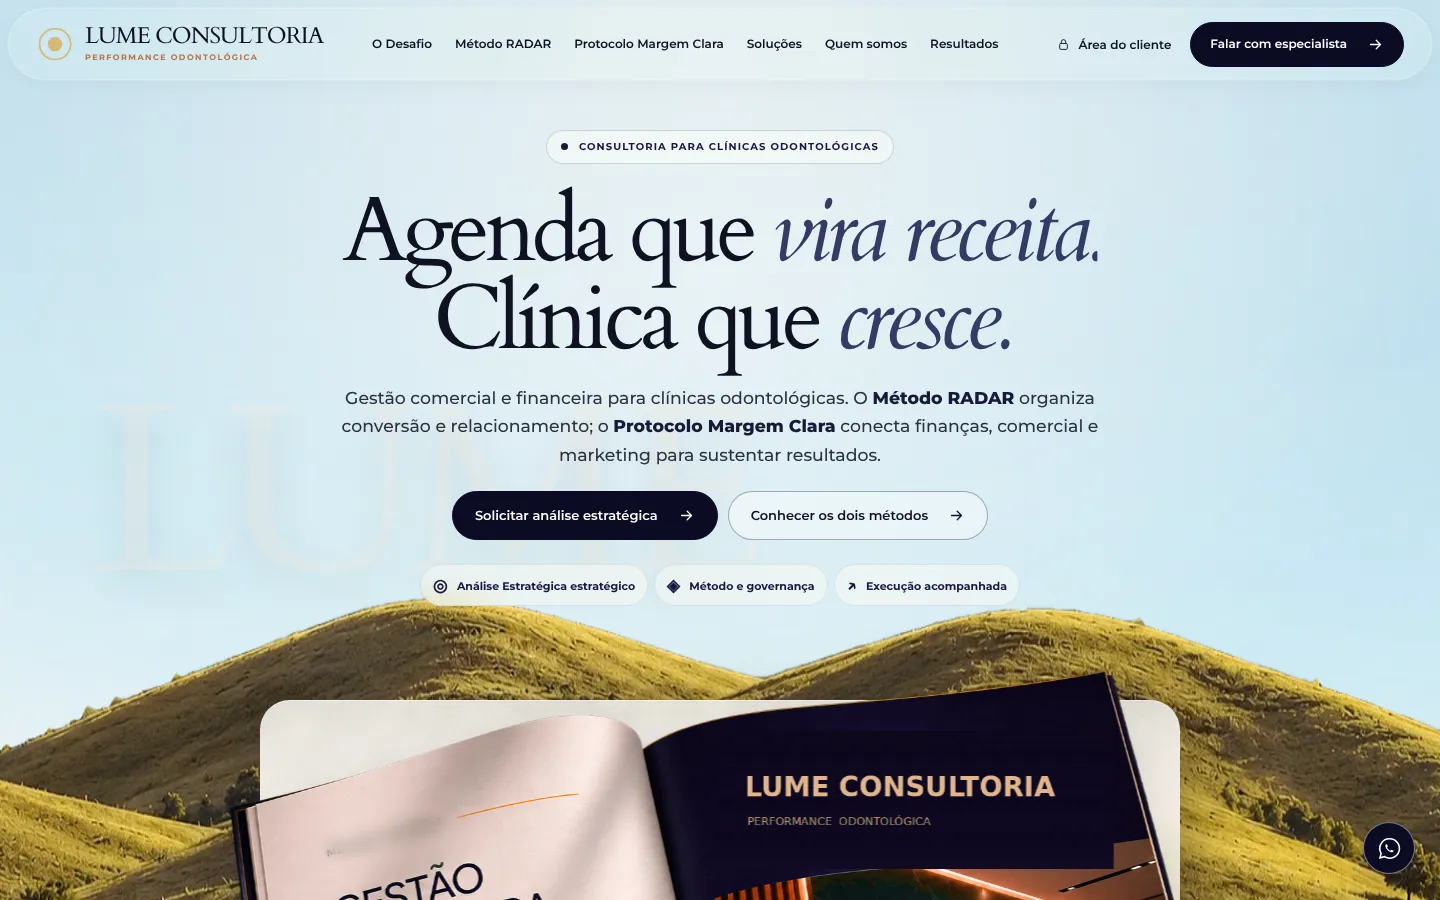 LUME CONSULTORIA
PERFORMANCE ODONTOLÓGICA
O Desafio
Método RADAR
Protocolo Margem Clara
Soluções
Quem somos
Resultados
Área do cliente
Falar com especialista
CONSULTORIA PARA CLÍNICAS ODONTOLÓGICAS
Agenda que vira receita.
Clínica que cresce.
Gestão comercial e financeira para clínicas odontológicas. O Método RADAR organiza
conversão e relacionamento; o Protocolo Margem Clara conecta finanças, comercial e
marketing para sustentar resultados.
LUME
Solicitar análise estratégica
Conhecer os dois métodos
Análise Estratégica estratégico
Método e governança
Execução acompanhada
LUME CONSULTORIA
PERFORMANCE ODONTOLÓGICA
GESTÃO